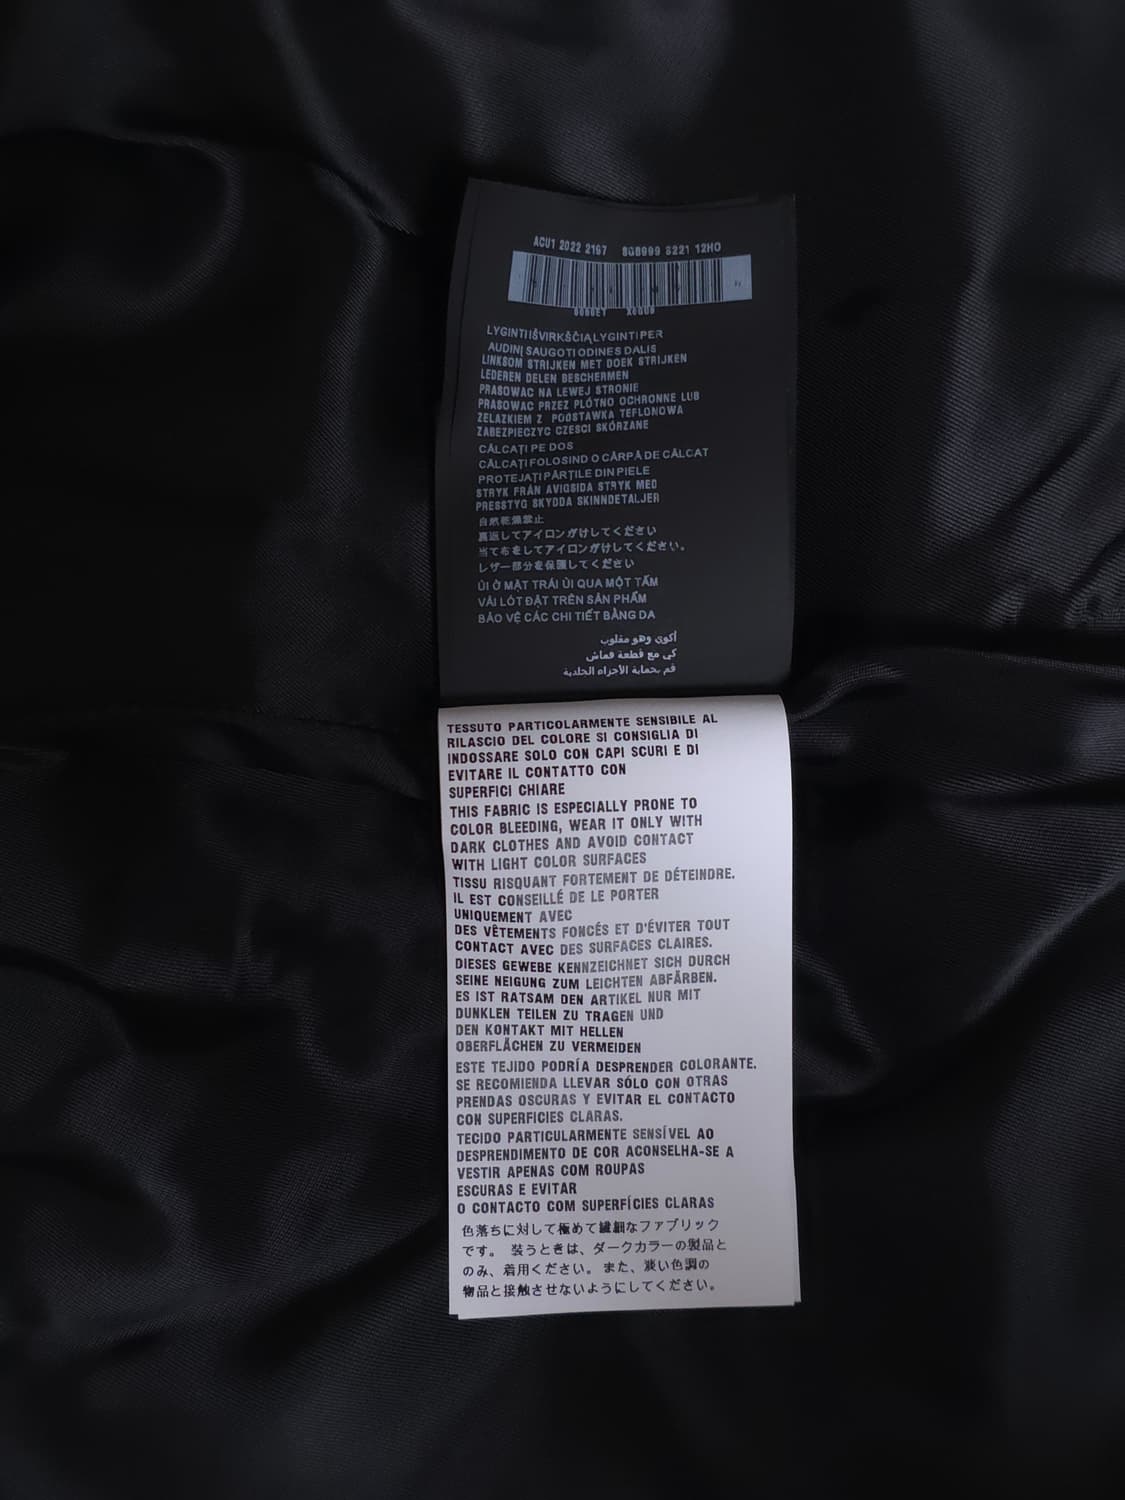 ACU1 2022 2167 808999 8221 12HO
LYGINTI IŠVIRKŠČIĄ LYGINTI PER
AUDINĮ SAUGOTI ODINES DALIS
LINKSOM STRIJKEN MET DOEK STRIJKEN
LEDEREN DELEN BESCHERMEN
PRASOWAC NA LEWEJ STRONIE
PRASOWAC PRZEZ PLÓTNO OCHRONNE LUB
ZELAZKIEM Z PODSTAWKA TEFLONOWA
ZABEZPIECZYC CZESCI SKÓRZANE
CĂLCAȚI PE DOS
CĂLCAȚI FOLOSIND O CÂRPĂ DE CĂLCAT
PROTEJAȚI PĂRȚILE DIN PIELE
STRYK FRÅN AVIGSIDA STRYK MED
PRESSTYG SKYDDA SKINNDETALJER
自然乾燥禁止
裏返してアイロンがけしてください
当て布をしてアイロンがけしてください。
レザー部分を保護してください
ỦI Ở MẶT TRÁI ỦI QUA MỘT TẤM
VẢI LÓT ĐẶT TRÊN SẢN PHẨM
BẢO VỆ CÁC CHI TIẾT BẰNG DA
أكوي وهو مقلوب
كي مع قطعة قماش
قم بحماية الأجزاء الجلدية
TESSUTO PARTICOLARMENTE SENSIBILE AL
RILASCIO DEL COLORE SI CONSIGLIA DI
INDOSSARE SOLO CON CAPI SCURI E DI
EVITARE IL CONTATTO CON
SUPERFICI CHIARE
THIS FABRIC IS ESPECIALLY PRONE TO
COLOR BLEEDING, WEAR IT ONLY WITH
DARK CLOTHES AND AVOID CONTACT
WITH LIGHT COLOR SURFACES
TISSU RISQUANT FORTEMENT DE DÉTEINDRE.
IL EST CONSEILLÉ DE LE PORTER
UNIQUEMENT AVEC
DES VÊTEMENTS FONCÉS ET D'ÉVITER TOUT
CONTACT AVEC DES SURFACES CLAIRES.
DIESES GEWEBE KENNZEICHNET SICH DURCH
SEINE NEIGUNG ZUM LEICHTEN ABFÄRBEN.
ES IST RATSAM DEN ARTIKEL NUR MIT
DUNKLEN TEILEN ZU TRAGEN UND
DEN KONTAKT MIT HELLEN
OBERFLÄCHEN ZU VERMEIDEN
ESTE TEJIDO PODRÍA DESPRENDER COLORANTE.
SE RECOMIENDA LLEVAR SÓLO CON OTRAS
PRENDAS OSCURAS Y EVITAR EL CONTACTO
CON SUPERFICIES CLARAS.
TECIDO PARTICULARMENTE SENSÍVEL AO
DESPRENDIMENTO DE COR ACONSELHA-SE A
VESTIR APENAS COM ROUPAS
ESCURAS E EVITAR
O CONTACTO COM SUPERFÍCIES CLARAS
色落ちに対して極めて繊細なファブリック
です。 装うときは、ダークカラーの製品と
のみ、着用ください。また、淡い色調の
物品と接触させないようにしてください。